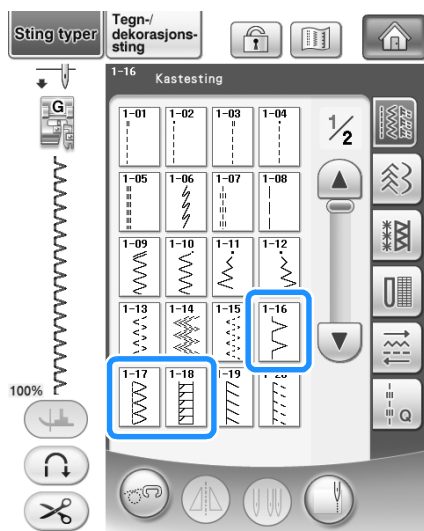 Sting typer
Tegn-/
dekorasjons-
sting
1-16 Kastesting
G
1-01 1-02 1-03 1-04
1/2
1-05 1-06 1-07 1-08
1-09 1-10 1-11 1-12
1-13 1-14 1-15 1-16
1-17 1-18 1-19 1-20
100%
Q